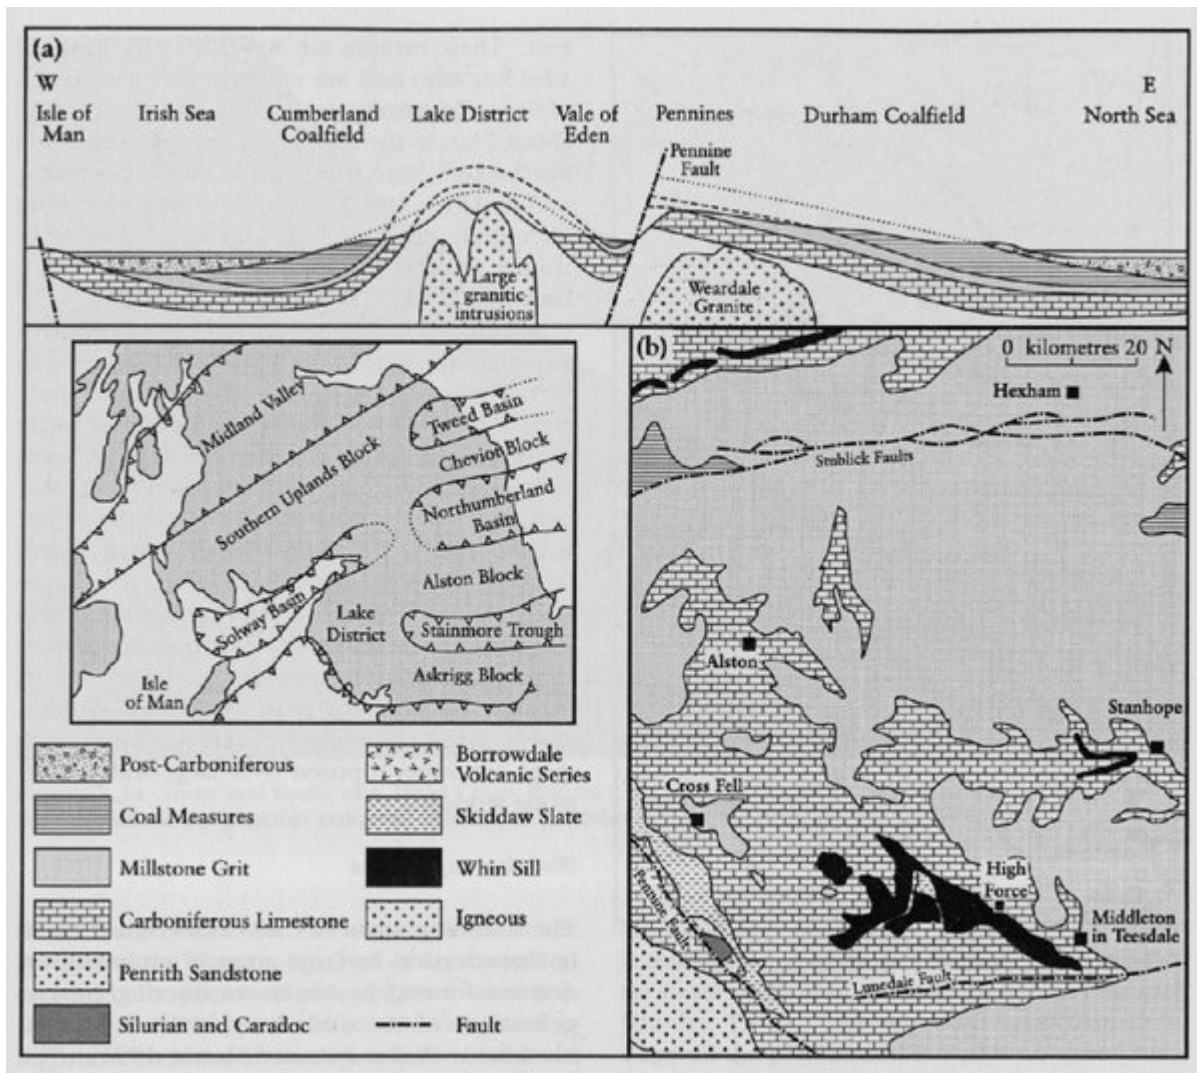 (a)
W
E
Isle of
Man
Irish Sea
Cumberland
Coalfield
Lake District
Vale of
Eden
Pennines
Durham Coalfield
North Sea
Pennine
Fault
Large
granitic
intrusions
Weardale
Granite
Midland Valley
Southern Uplands Block
Tweed Basin
Cheviot Block
Northumberland
Basin
Alston Block
Solway Basin
Lake
District
Stainmore Trough
Askrigg Block
Isle
of Man
Post-Carboniferous
Coal Measures
Millstone Grit
Carboniferous Limestone
Penrith Sandstone
Silurian and Caradoc
Borrowdale
Volcanic Series
Skiddaw Slate
Whin Sill
Igneous
Fault
(b)
0 kilometres 20
N
Hexham
Stublick Faults
Alston
Stanhope
Cross Fell
High
Force
Middleton
in Teesdale
Pennine Fault
Lunedale Fault